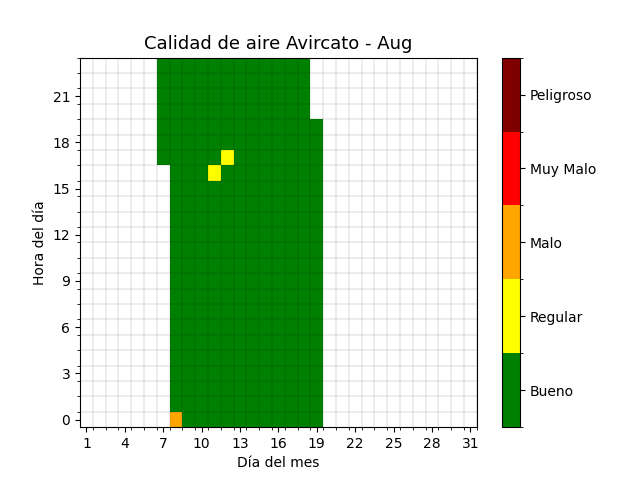 Calidad de aire Avircato - Aug
Hora del día
21
18
15
12
9
6
3
0
1 4 7 10 13 16 19 22 25 28 31
Día del mes
Peligroso
Muy Malo
Malo
Regular
Bueno